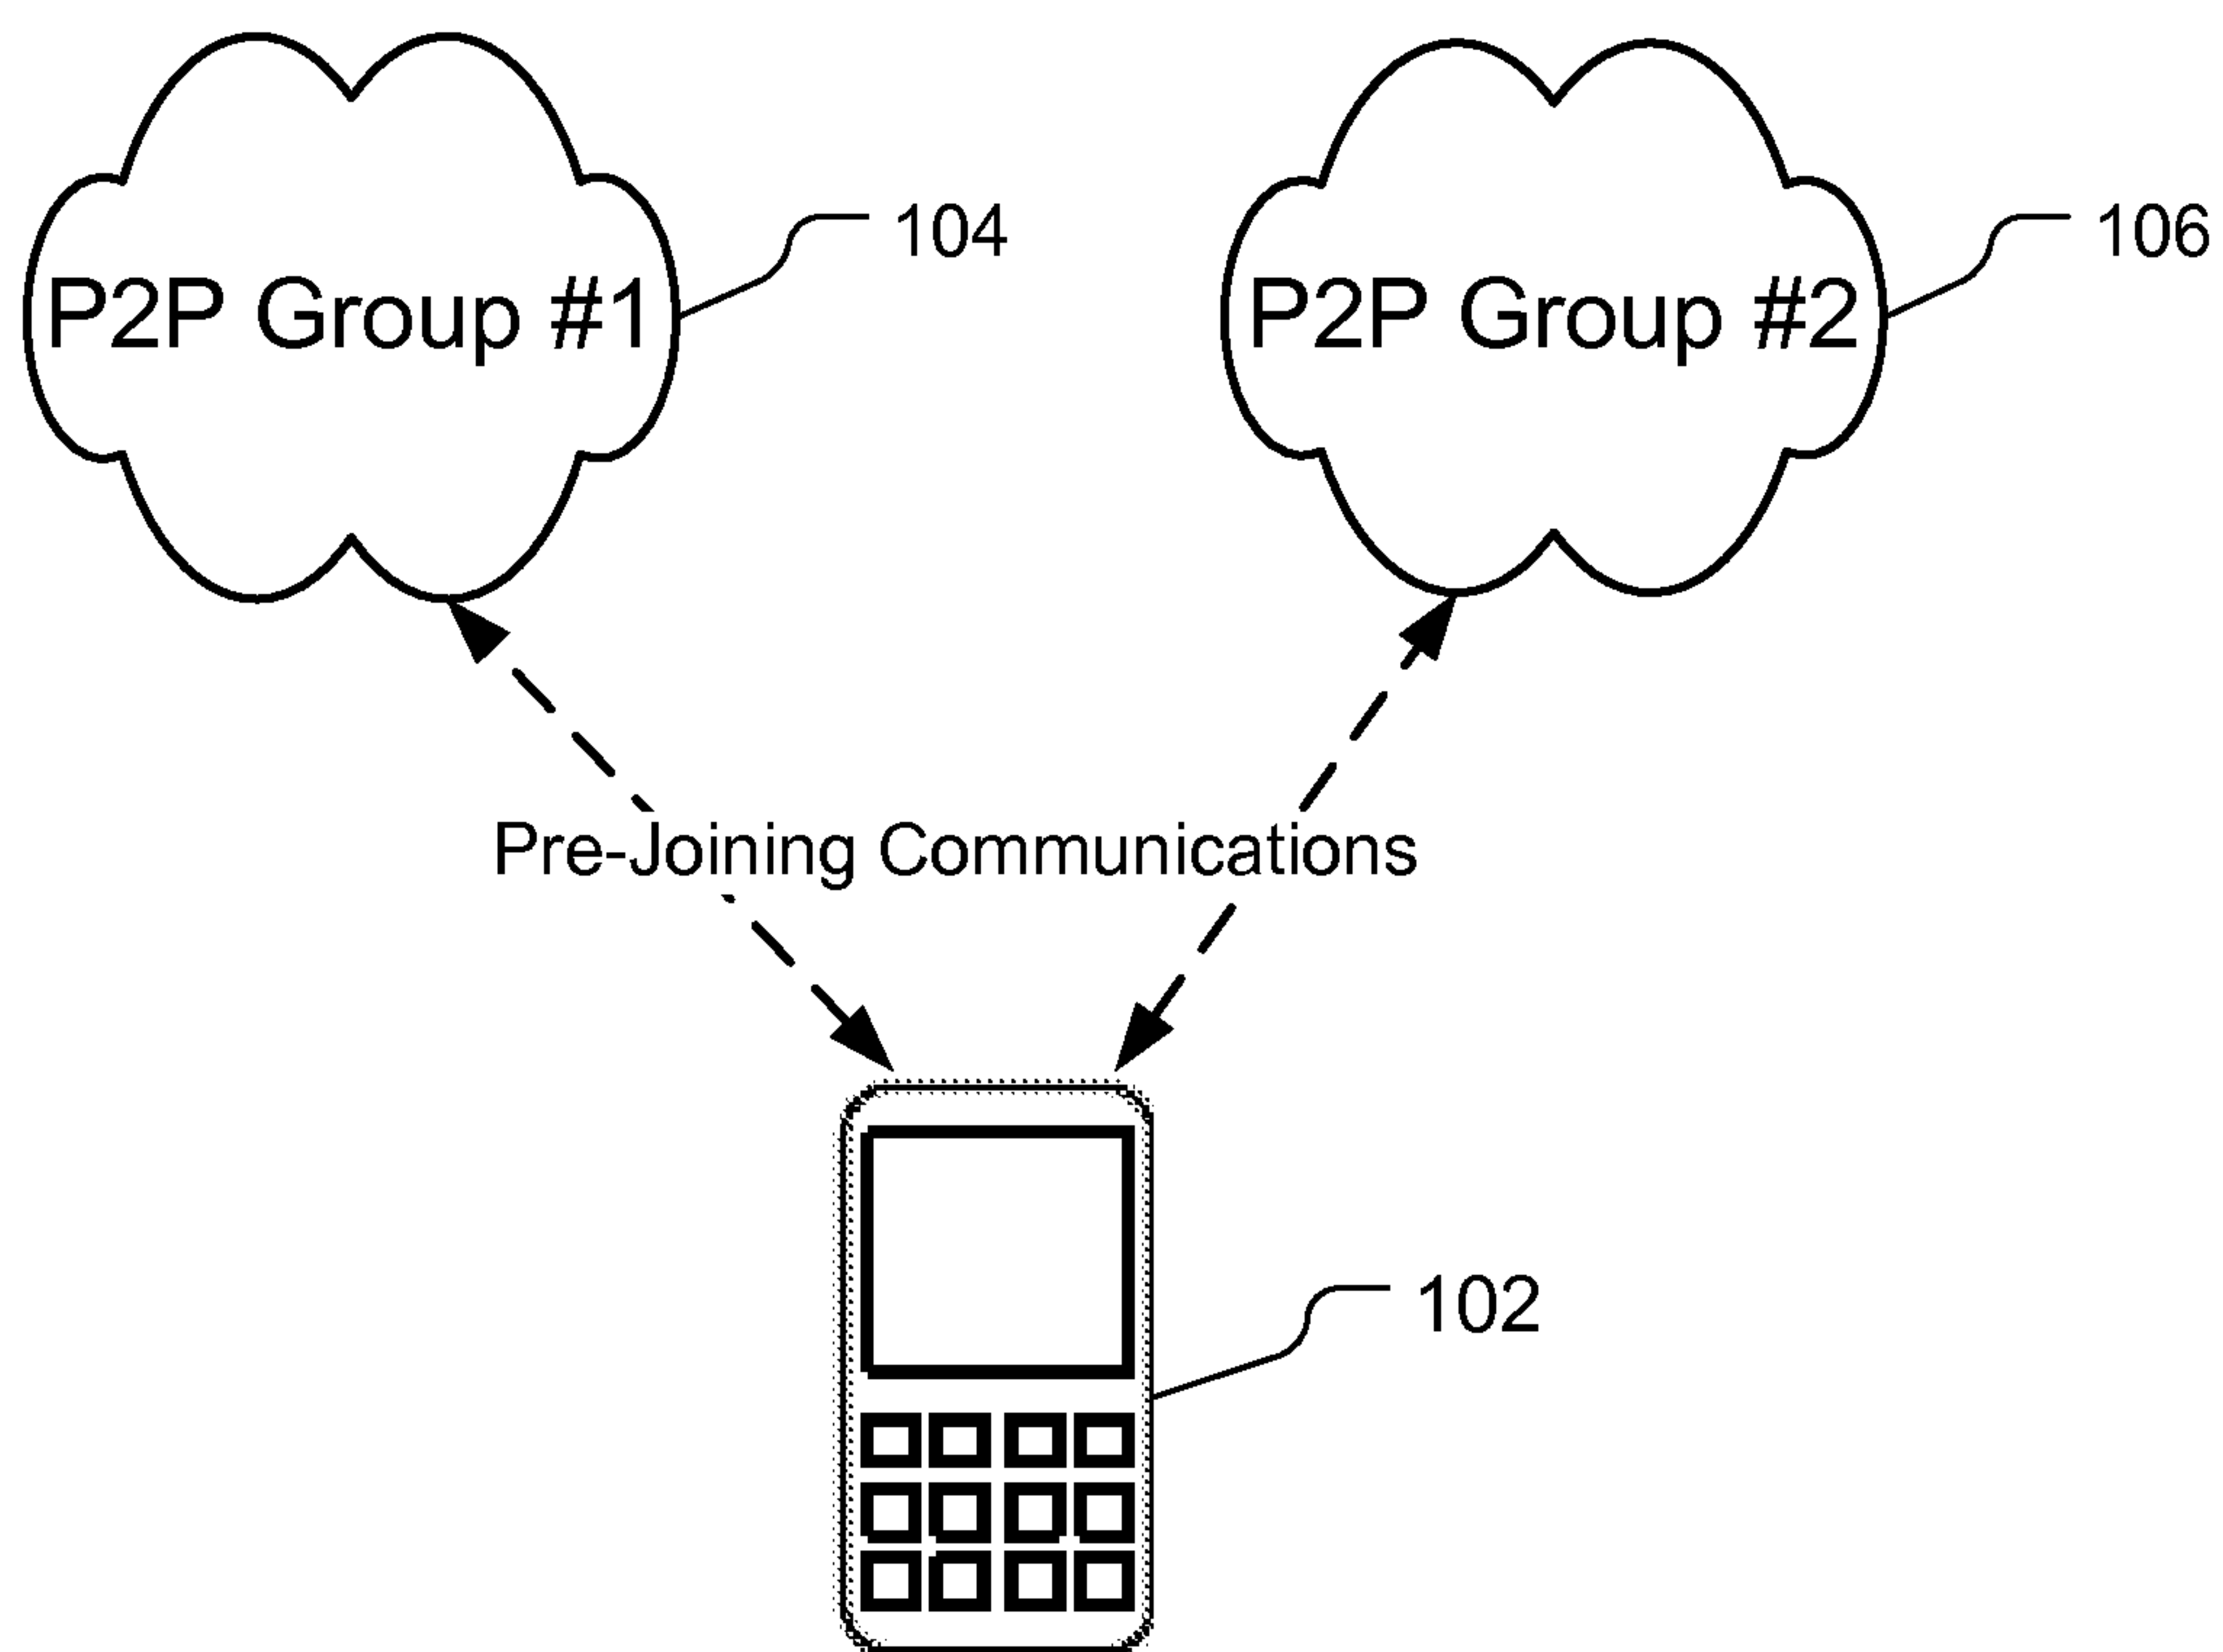 104
106
P2P Group #1
P2P Group #2
Pre-Joining Communications
102